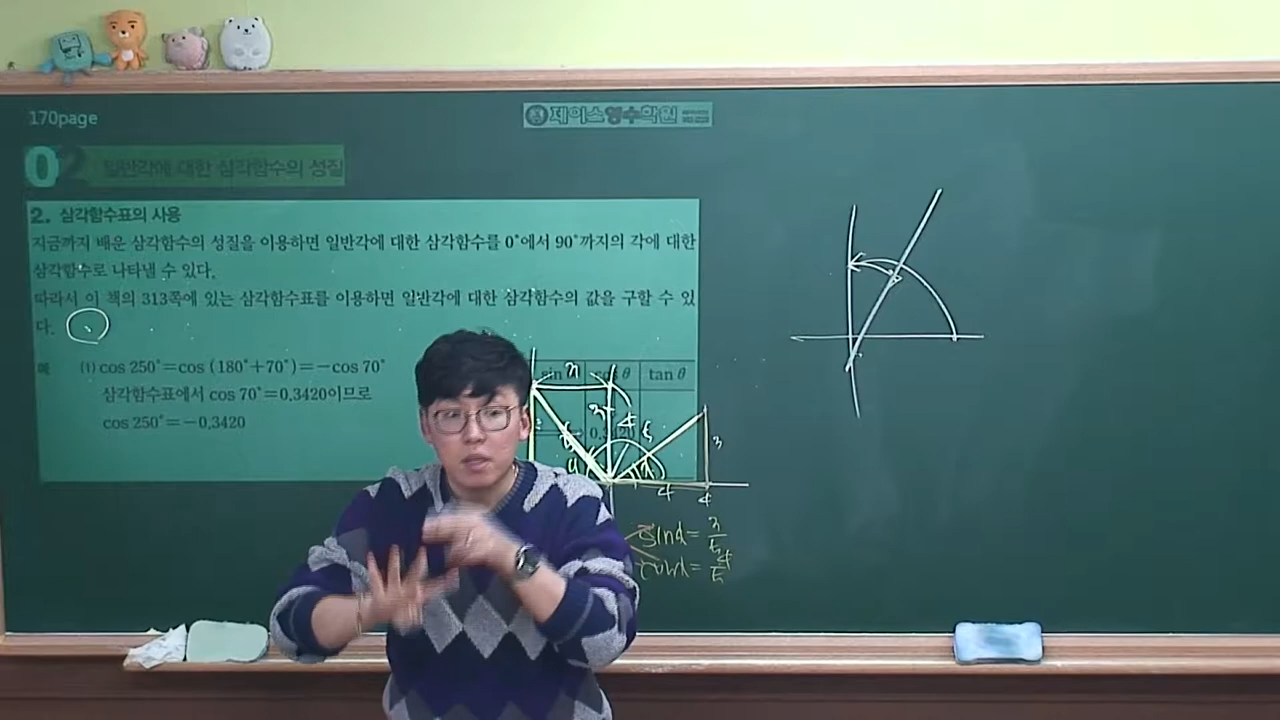 170page
제이스영수학원
02 일반각에 대한 삼각함수의 성질
2. 삼각함수표의 사용
지금까지 배운 삼각함수의 성질을 이용하면 일반각에 대한 삼각함수를 0°에서 90°까지의 각에 대한
삼각함수로 나타낼 수 있다.
따라서 이 책의 313쪽에 있는 삼각함수표를 이용하면 일반각에 대한 삼각함수의 값을 구할 수 있
다.
예 (1) cos 250°=cos (180°+70°)=-cos 70°
삼각함수표에서 cos 70°=0.3420이므로
cos 250°=-0.3420
tan θ
3
4
4